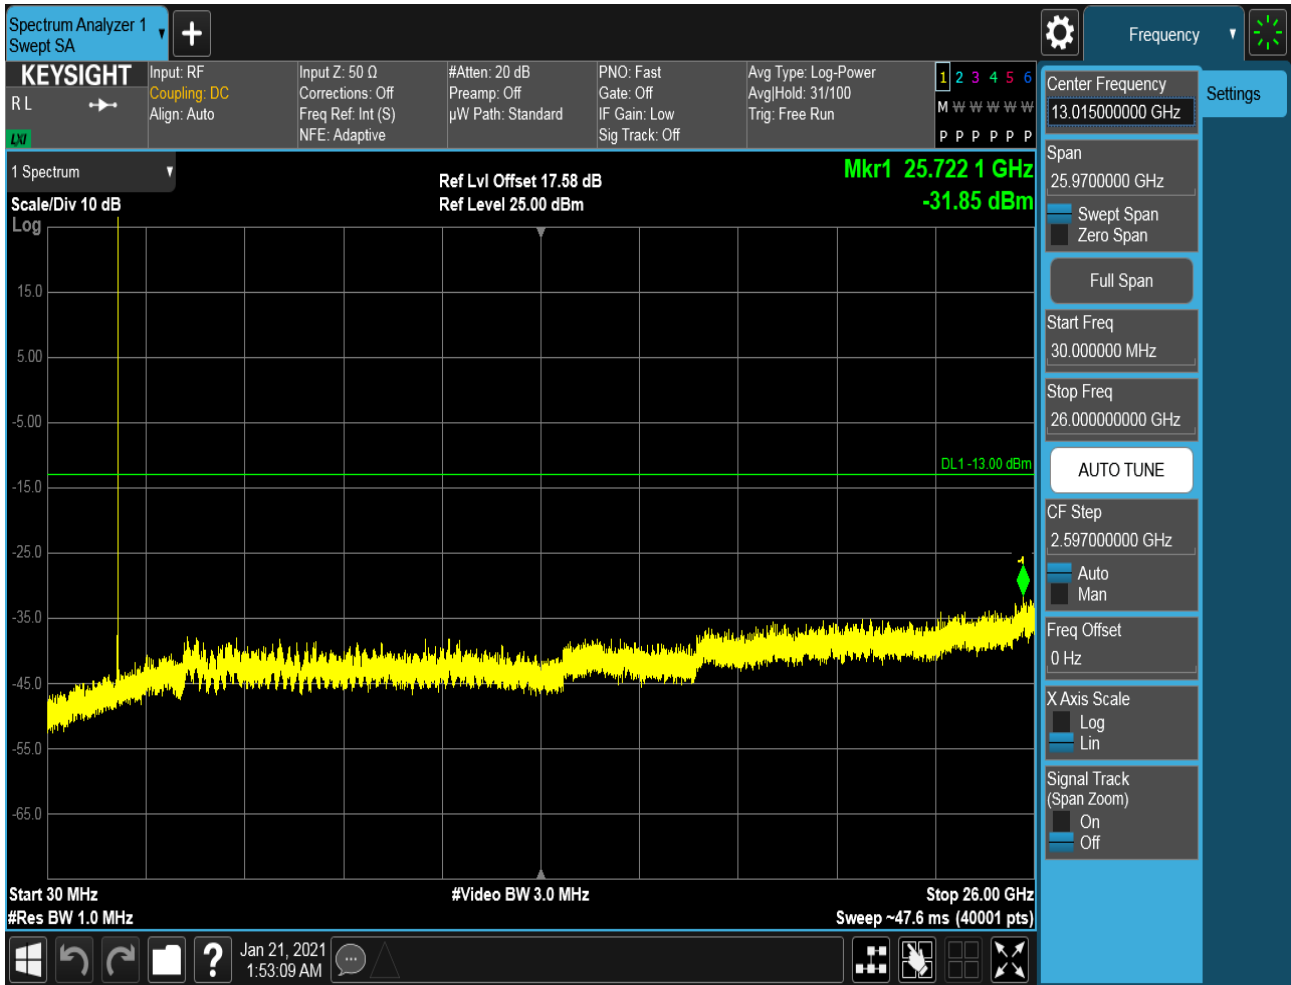 Spectrum Analyzer 1
Swept SA
Frequency
KEYSIGHT
R L
LXI
Input: RF
Coupling: DC
Align: Auto
Input Z: 50 Ω
Corrections: Off
Freq Ref: Int (S)
NFE: Adaptive
#Atten: 20 dB
Preamp: Off
µW Path: Standard
PNO: Fast
Gate: Off
IF Gain: Low
Sig Track: Off
Avg Type: Log-Power
Avg|Hold: 31/100
Trig: Free Run
1 2 3 4 5 6
M W W W W W
P P P P P P
1 Spectrum
Scale/Div 10 dB
Log
Ref Lvl Offset 17.58 dB
Ref Level 25.00 dBm
Mkr1 25.722 1 GHz
-31.85 dBm
15.0
5.00
-5.00
-15.0
-25.0
-35.0
-45.0
-55.0
-65.0
DL1 -13.00 dBm
1
Start 30 MHz
#Res BW 1.0 MHz
#Video BW 3.0 MHz
Stop 26.00 GHz
Sweep ~47.6 ms (40001 pts)
Jan 21, 2021
1:53:09 AM
Center Frequency
13.015000000 GHz
Settings
Span
25.9700000 GHz
Swept Span
Zero Span
Full Span
Start Freq
30.000000 MHz
Stop Freq
26.000000000 GHz
AUTO TUNE
CF Step
2.597000000 GHz
Auto
Man
Freq Offset
0 Hz
X Axis Scale
Log
Lin
Signal Track
(Span Zoom)
On
Off